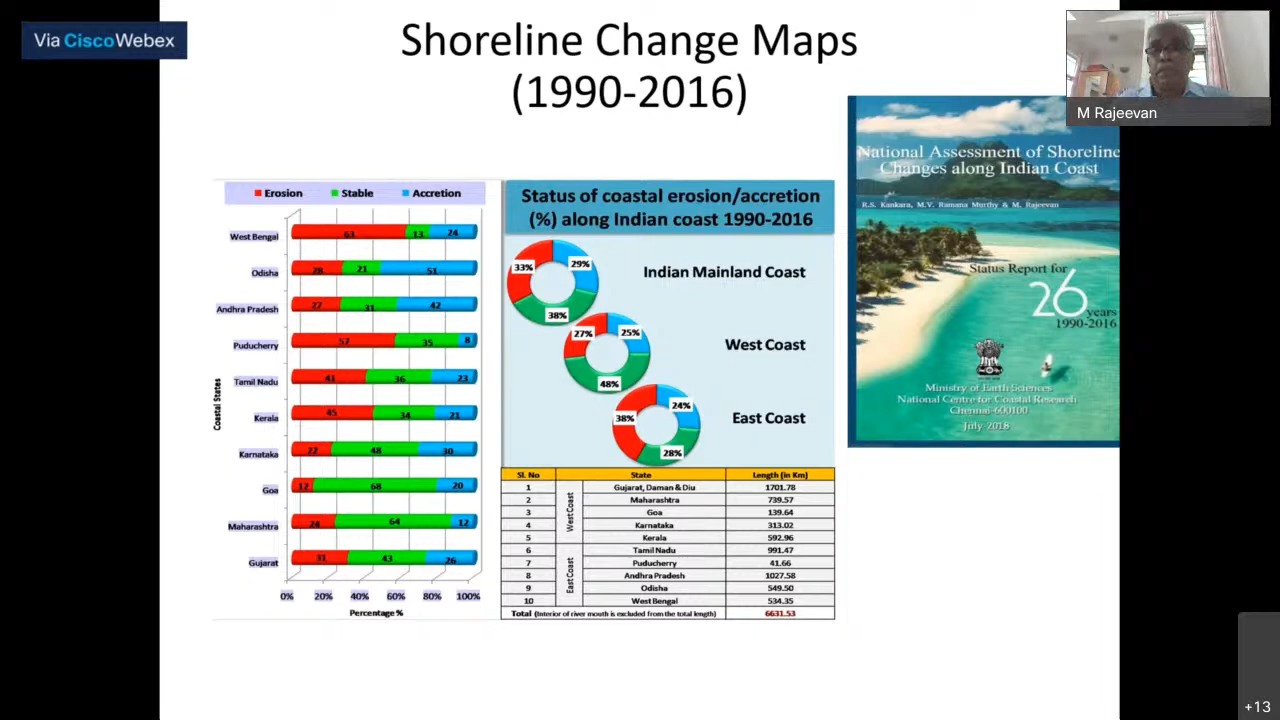 Via CiscoWebex
Shoreline Change Maps
(1990-2016)
M Rajeevan
Erosion Stable Accretion
Coastal States
West Bengal 63 13 24
Odisha 28 21 51
Andhra Pradesh 27 31 42
Puducherry 57 35 8
Tamil Nadu 41 36 23
Kerala 45 34 21
Karnataka 22 48 30
Goa 12 68 20
Maharashtra 24 64 12
Gujarat 31 43 26
0% 20% 40% 60% 80% 100%
Percentage %
Status of coastal erosion/accretion
(%) along Indian coast 1990-2016
33% 29% 38% Indian Mainland Coast
27% 25% 48% West Coast
38% 24% 28% East Coast
Sl. No State Length (in Km)
West Coast
1 Gujarat, Daman & Diu 1701.78
2 Maharashtra 739.57
3 Goa 139.64
4 Karnataka 313.02
5 Kerala 592.96
East Coast
6 Tamil Nadu 991.47
7 Puducherry 41.66
8 Andhra Pradesh 1027.58
9 Odisha 549.50
10 West Bengal 534.35
Total (Interior of river mouth is excluded from the total length) 6631.53
National Assessment of Shoreline
Changes along Indian Coast
R.S. Kankara, M.V. Ramana Murthy & M. Rajeevan
Status Report for
26 years
1990-2016
Ministry of Earth Sciences
National Centre for Coastal Research
Chennai-600100
July-2018
+13